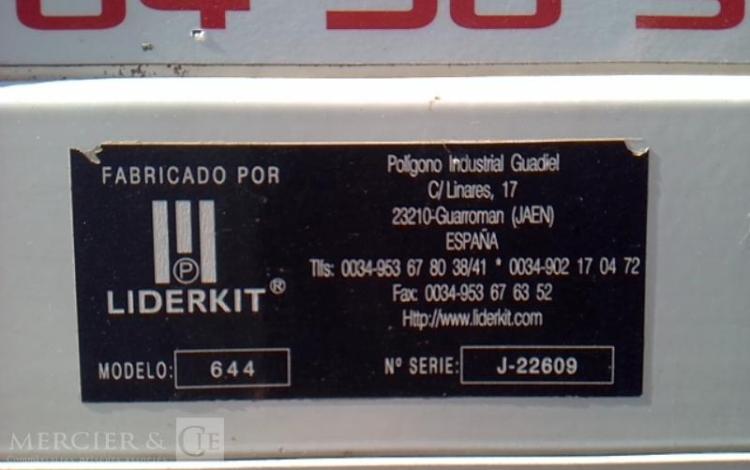 FABRICADO POR
P
LIDERKIT®
Polígono Industrial Guadiel
C/ Linares, 17
23210-Guarroman (JAEN)
ESPAÑA
Tlfs: 0034-953 67 80 38/41 * 0034-902 17 04 72
Fax: 0034-953 67 63 52
Http://www.liderkit.com
MODELO: 644
Nº SERIE: J-22609
MERCIER & CIE